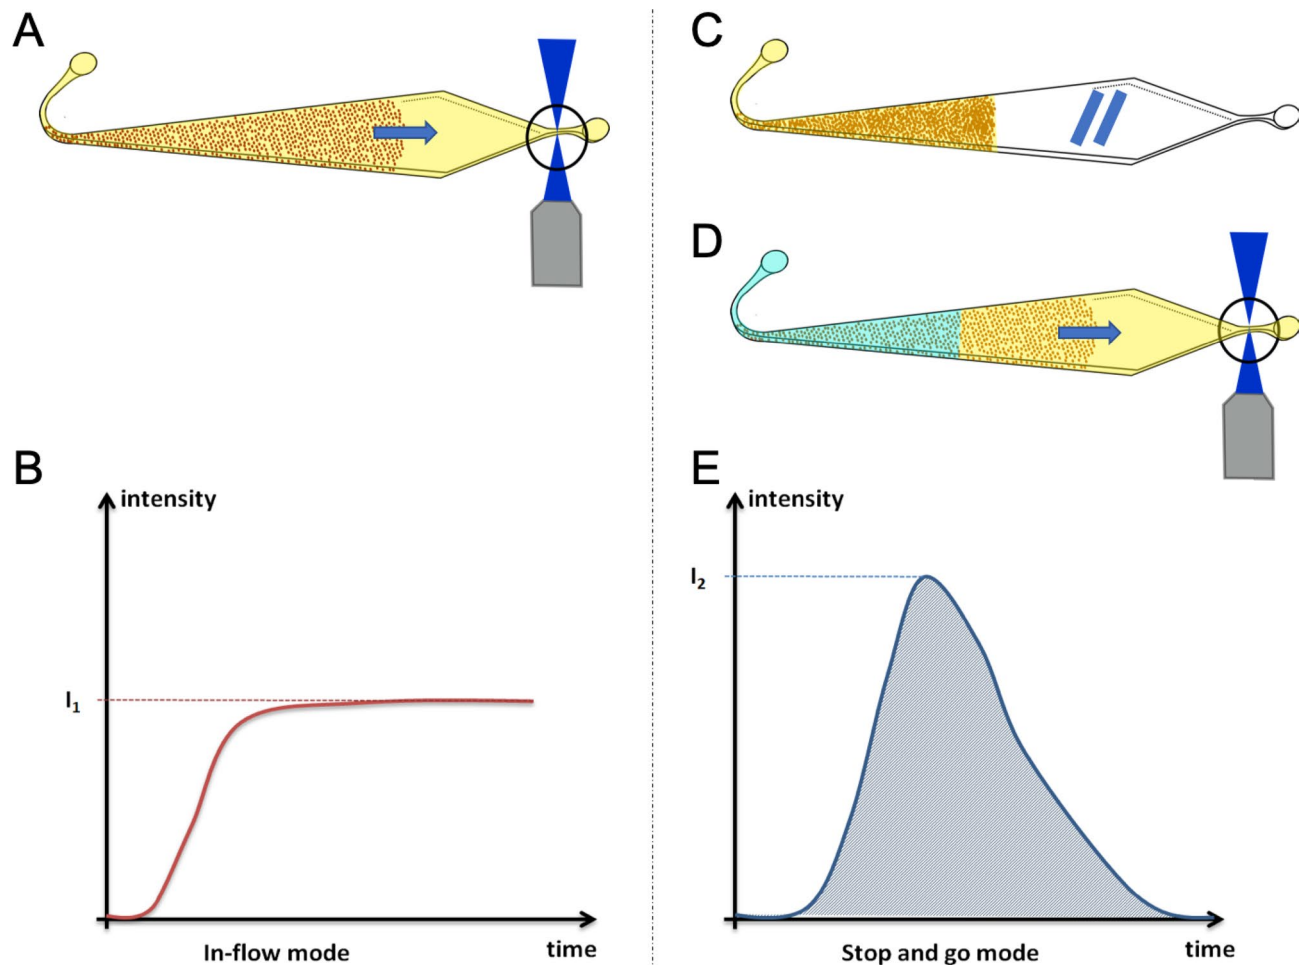 A
C
D
B
intensity
I1
In-flow mode
time
E
intensity
I2
Stop and go mode
time